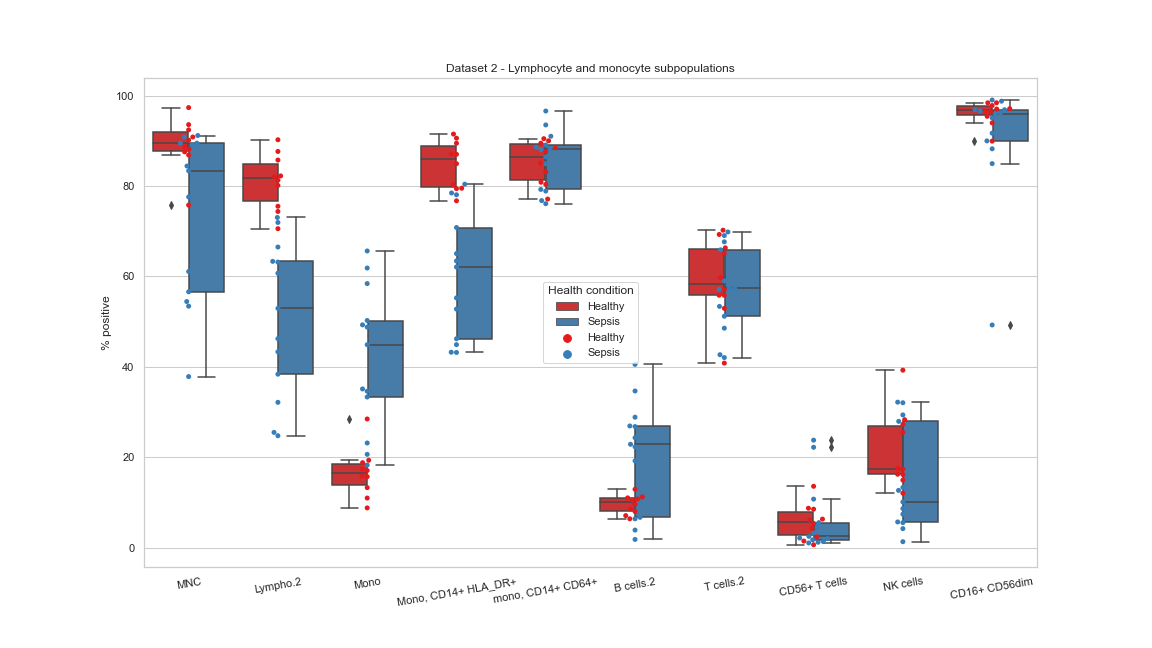 Dataset 2 - Lymphocyte and monocyte subpopulations
% positive
100
80
60
40
20
0
Health condition
Healthy
Sepsis
Healthy
Sepsis
MNC
Lympho.2
Mono
Mono, CD14+ HLA_DR+
mono, CD14+ CD64+
B cells.2
T cells.2
CD56+ T cells
NK cells
CD16+ CD56dim